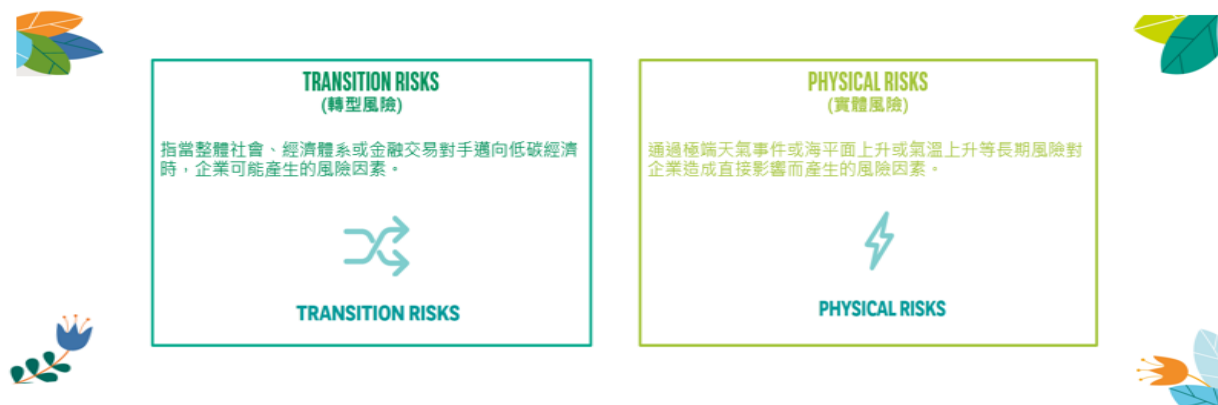 TRANSITION RISKS
(轉型風險)
指當整體社會、經濟體系或金融交易對手邁向低碳經濟
時，企業可能產生的風險因素。
TRANSITION RISKS
PHYSICAL RISKS
(實體風險)
通過極端天氣事件或海平面上升或氣溫上升等長期風險對
企業造成直接影響而產生的風險因素。
PHYSICAL RISKS